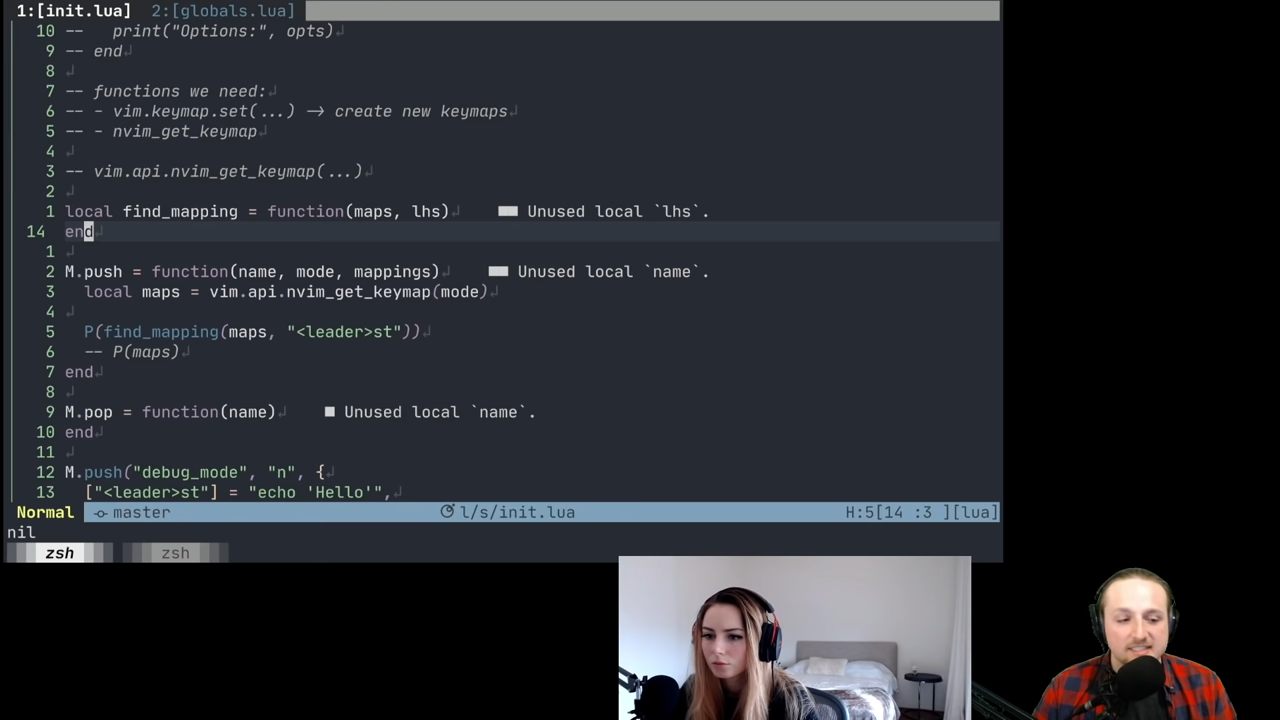 1:[init.lua] 2:[globals.lua]
10 -- print("Options:", opts)
9 -- end
8
7 -- functions we need:
6 -- - vim.keymap.set(...) -> create new keymaps
5 -- - nvim_get_keymap
4
3 -- vim.api.nvim_get_keymap(...)
2
1 local find_mapping = function(maps, lhs) ■■ Unused local `lhs`.
14 end
1
2 M.push = function(name, mode, mappings) ■■ Unused local `name`.
3 local maps = vim.api.nvim_get_keymap(mode)
4
5 P(find_mapping(maps, "<leader>st"))
6 -- P(maps)
7 end
8
9 M.pop = function(name) ■ Unused local `name`.
10 end
11
12 M.push("debug_mode", "n", {
13 ["<leader>st"] = "echo 'Hello'",
Normal master l/s/init.lua H:5[14 :3 ][lua]
nil
zsh zsh